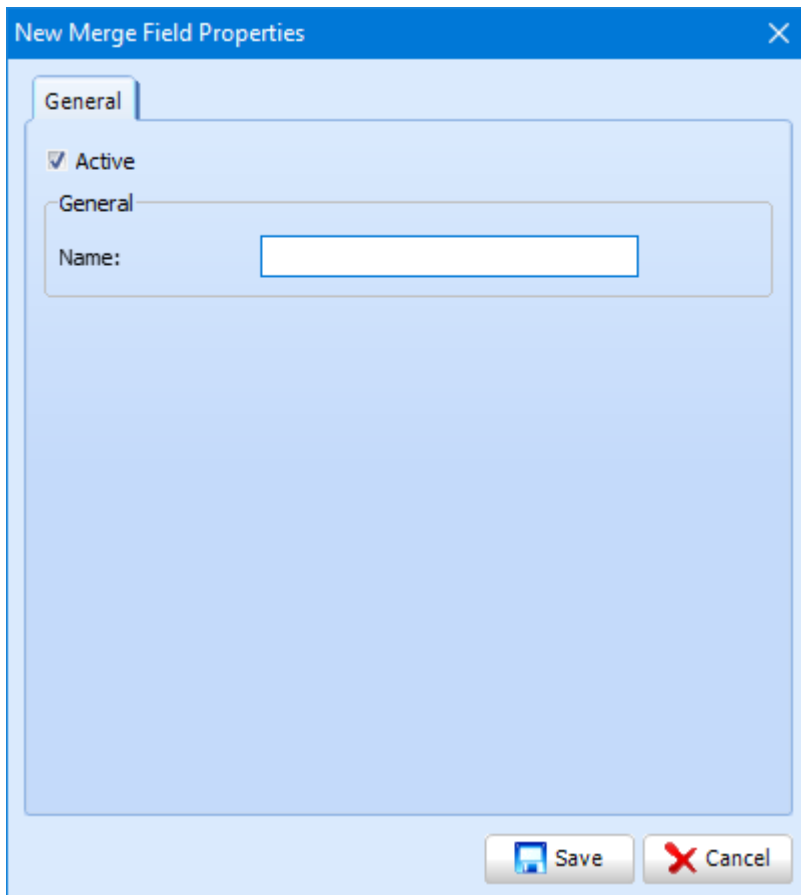 New Merge Field Properties
General
Active
General
Name:
Save Cancel